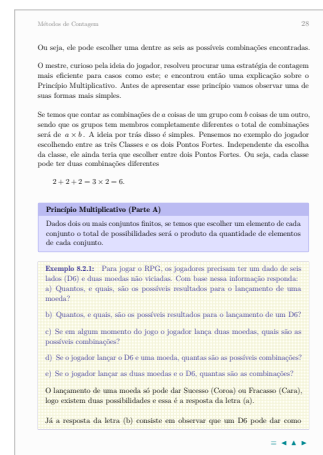 Métodos de Contagem 28
Ou seja, ele pode escolher uma dentre as seis as possíveis combinações encontradas.
O mestre, curioso pela ideia do jogador, resolveu procurar uma estratégia de contagem
mais eficiente para casos como este; e encontrou então uma explicação sobre o
Princípio Multiplicativo. Antes de apresentar esse princípio vamos observar uma de
suas formas mais simples.
Se temos que contar as combinações de a coisas de um grupo com b coisas de um outro,
sendo que os grupos tem membros completamente diferentes o total de combinações
será de a × b . A ideia por trás disso é simples. Pensemos no exemplo do jogador
escolhendo entre as três Classes e os dois Pontos Fortes. Independente da escolha
da classe, ele ainda teria que escolher entre dois Pontos Fortes. Ou seja, cada classe
pode ter duas combinações diferentes
2 + 2 + 2 = 3 × 2 = 6.
Princípio Multiplicativo (Parte A)
Dados dois ou mais conjuntos finitos, se temos que escolher um elemento de cada
conjunto o total de possibilidades será o produto da quantidade de elementos
de cada conjunto.
Exemplo 8.2.1: Para jogar o RPG, os jogadores precisam ter um dado de seis
lados (D6) e duas moedas não viciadas. Com base nessa informação responda:
a) Quantos, e quais, são os possíveis resultados para o lançamento de uma
moeda?
b) Quantos, e quais, são os possíveis resultados para o lançamento de um D6?
c) Se em algum momento do jogo o jogador lança duas moedas, quais são as
possíveis combinações?
d) Se o jogador lançar o D6 e uma moeda, quantas são as possíveis combinações?
e) Se o jogador lançar as duas moedas e o D6, quantas são as combinações?
O lançamento de uma moeda só pode dar Sucesso (Coroa) ou Fracasso (Cara),
logo existem duas possibilidades e essa é a resposta da letra (a).
Já a resposta da letra (b) consiste em observar que um D6 pode dar como